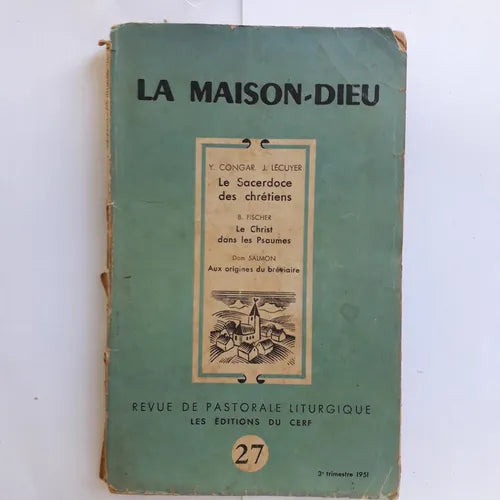 LA MAISON-DIEU
Y. CONGAR J. LÉCUYER
Le Sacerdoce
des chrétiens
B. FISCHER
Le Christ
dans les Psaumes
Dom SALMON
Aux origines du bréviaire
REVUE DE PASTORALE LITURGIQUE
LES ÉDITIONS DU CERF
27
2e trimestre 1951